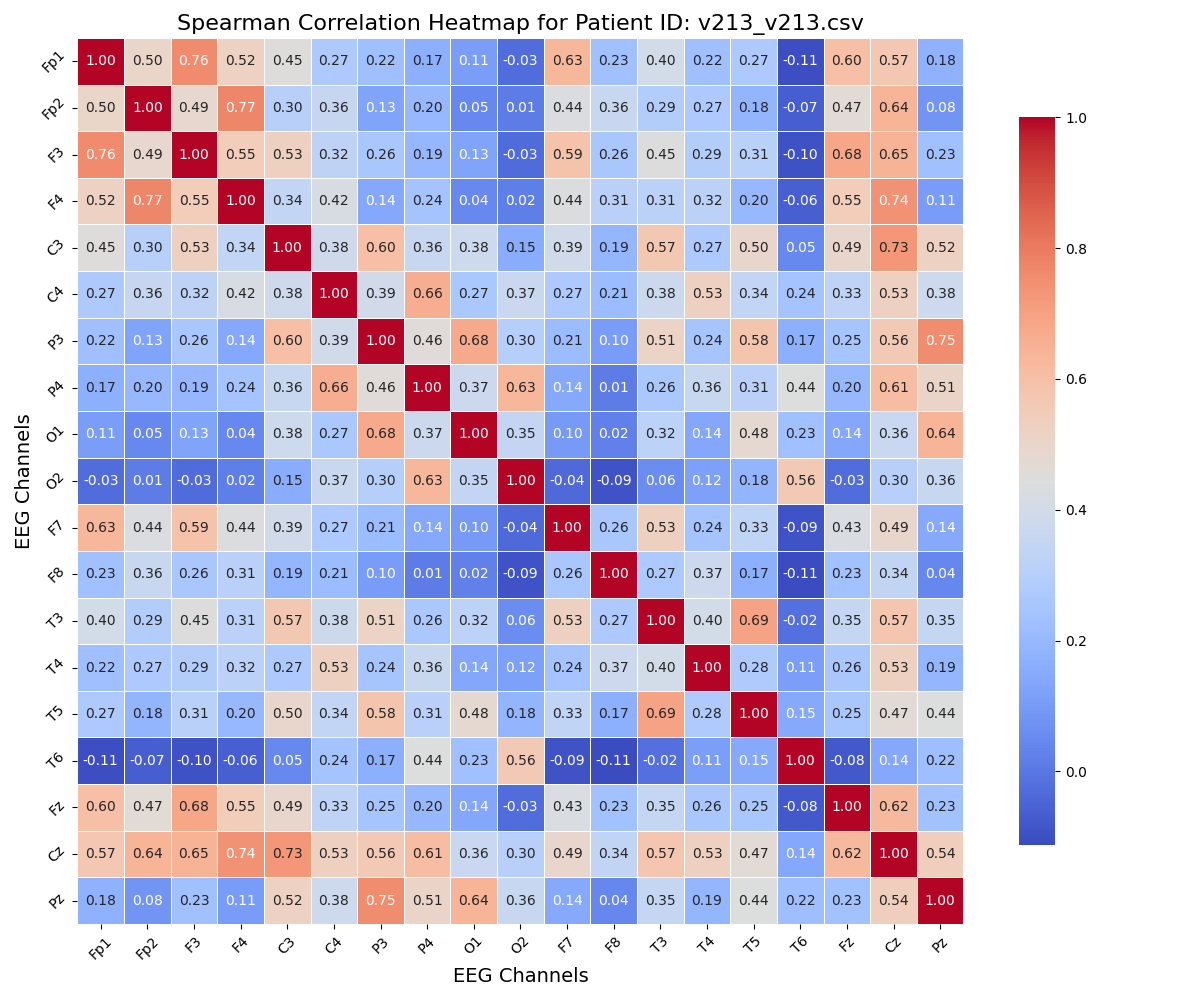 Spearman Correlation Heatmap for Patient ID: v213_v213.csv
EEG Channels
Fp1 1.00 0.50 0.76 0.52 0.45 0.27 0.22 0.17 0.11 -0.03 0.63 0.23 0.40 0.22 0.27 -0.11 0.60 0.57 0.18
Fp2 0.50 1.00 0.49 0.77 0.30 0.36 0.13 0.20 0.05 0.01 0.44 0.36 0.29 0.27 0.18 -0.07 0.47 0.64 0.08
F3 0.76 0.49 1.00 0.55 0.53 0.32 0.26 0.19 0.13 -0.03 0.59 0.26 0.45 0.29 0.31 -0.10 0.68 0.65 0.23
F4 0.52 0.77 0.55 1.00 0.34 0.42 0.14 0.24 0.04 0.02 0.44 0.31 0.31 0.32 0.20 -0.06 0.55 0.74 0.11
C3 0.45 0.30 0.53 0.34 1.00 0.38 0.60 0.36 0.38 0.15 0.39 0.19 0.57 0.27 0.50 0.05 0.49 0.73 0.52
C4 0.27 0.36 0.32 0.42 0.38 1.00 0.39 0.66 0.27 0.37 0.27 0.21 0.38 0.53 0.34 0.24 0.33 0.53 0.38
P3 0.22 0.13 0.26 0.14 0.60 0.39 1.00 0.46 0.68 0.30 0.21 0.10 0.51 0.24 0.58 0.17 0.25 0.56 0.75
P4 0.17 0.20 0.19 0.24 0.36 0.66 0.46 1.00 0.37 0.63 0.14 0.01 0.26 0.36 0.31 0.44 0.20 0.61 0.51
O1 0.11 0.05 0.13 0.04 0.38 0.27 0.68 0.37 1.00 0.35 0.10 0.02 0.32 0.14 0.48 0.23 0.14 0.36 0.64
O2 -0.03 0.01 -0.03 0.02 0.15 0.37 0.30 0.63 0.35 1.00 -0.04 -0.09 0.06 0.12 0.18 0.56 -0.03 0.30 0.36
F7 0.63 0.44 0.59 0.44 0.39 0.27 0.21 0.14 0.10 -0.04 1.00 0.26 0.53 0.24 0.33 -0.09 0.43 0.49 0.14
F8 0.23 0.36 0.26 0.31 0.19 0.21 0.10 0.01 0.02 -0.09 0.26 1.00 0.27 0.37 0.17 -0.11 0.23 0.34 0.04
T3 0.40 0.29 0.45 0.31 0.57 0.38 0.51 0.26 0.32 0.06 0.53 0.27 1.00 0.40 0.69 -0.02 0.35 0.57 0.35
T4 0.22 0.27 0.29 0.32 0.27 0.53 0.24 0.36 0.14 0.12 0.24 0.37 0.40 1.00 0.28 0.11 0.26 0.53 0.19
T5 0.27 0.18 0.31 0.20 0.50 0.34 0.58 0.31 0.48 0.18 0.33 0.17 0.69 0.28 1.00 0.15 0.25 0.47 0.44
T6 -0.11 -0.07 -0.10 -0.06 0.05 0.24 0.17 0.44 0.23 0.56 -0.09 -0.11 -0.02 0.11 0.15 1.00 -0.08 0.14 0.22
Fz 0.60 0.47 0.68 0.55 0.49 0.33 0.25 0.20 0.14 -0.03 0.43 0.23 0.35 0.26 0.25 -0.08 1.00 0.62 0.23
Cz 0.57 0.64 0.65 0.74 0.73 0.53 0.56 0.61 0.36 0.30 0.49 0.34 0.57 0.53 0.47 0.14 0.62 1.00 0.54
Pz 0.18 0.08 0.23 0.11 0.52 0.38 0.75 0.51 0.64 0.36 0.14 0.04 0.35 0.19 0.44 0.22 0.23 0.54 1.00
Fp1 Fp2 F3 F4 C3 C4 P3 P4 O1 O2 F7 F8 T3 T4 T5 T6 Fz Cz Pz
EEG Channels
1.0
0.8
0.6
0.4
0.2
0.0